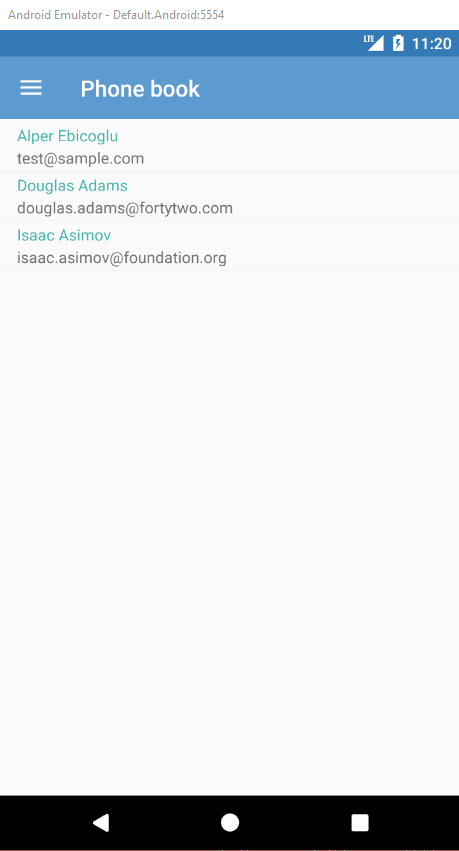 Android Emulator - Default.Android:5554
LTE 11:20
Phone book
Alper Ebicoglu
test@sample.com
Douglas Adams
douglas.adams@fortytwo.com
Isaac Asimov
isaac.asimov@foundation.org